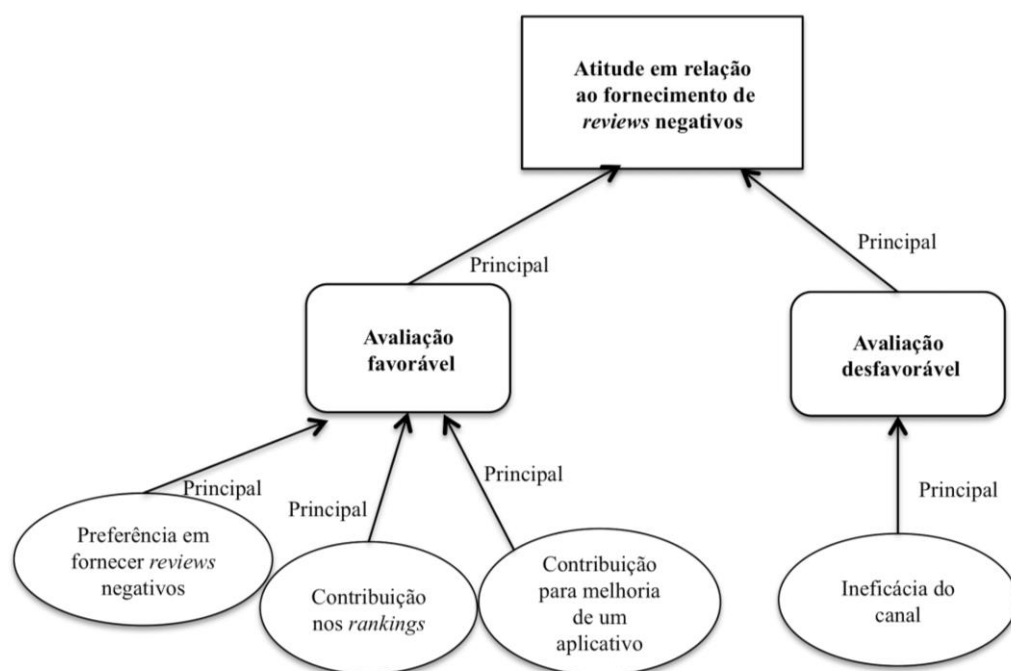 Atitude em relação
ao fornecimento de
reviews negativos
Principal
Principal
Avaliação
favorável
Avaliação
desfavorável
Principal
Principal
Principal
Principal
Preferência em
fornecer reviews
negativos
Contribuição
nos rankings
Contribuição
para melhoria
de um
aplicativo
Ineficácia do
canal